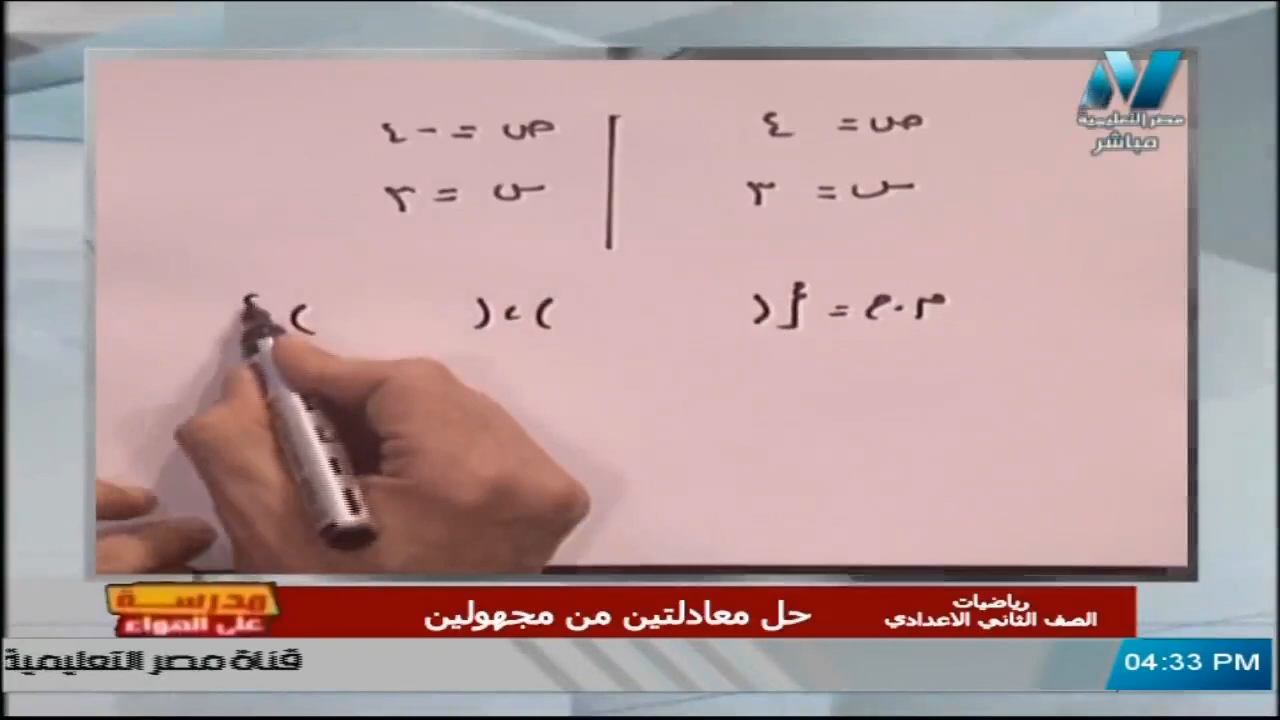 مصر التعليمية
مباشر
ص = ٤ | ص = -٤
س = ٣ | س = ٣
م.ح = {( ) ، ( )
رياضيات
الصف الثاني الاعدادي
حل معادلتين من مجهولين
مدرسة
على الهواء
04:33 PM
قناة مصر التعليمية